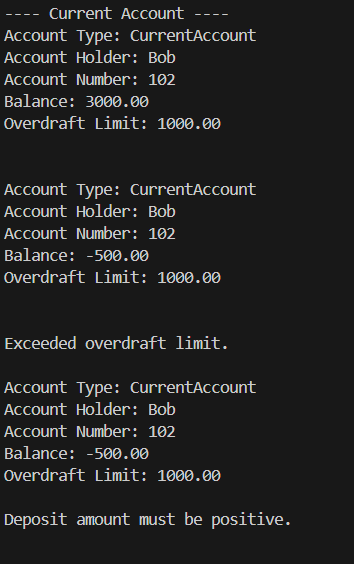 ---- Current Account ----
Account Type: CurrentAccount
Account Holder: Bob
Account Number: 102
Balance: 3000.00
Overdraft Limit: 1000.00
Account Type: CurrentAccount
Account Holder: Bob
Account Number: 102
Balance: -500.00
Overdraft Limit: 1000.00
Exceeded overdraft limit.
Account Type: CurrentAccount
Account Holder: Bob
Account Number: 102
Balance: -500.00
Overdraft Limit: 1000.00
Deposit amount must be positive.